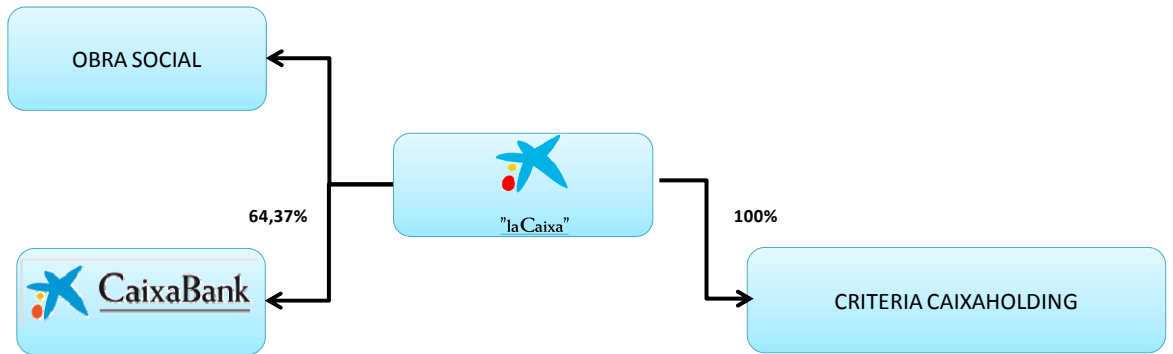 OBRA SOCIAL
"laCaixa"
64,37%
100%
CaixaBank
CRITERIA CAIXAHOLDING